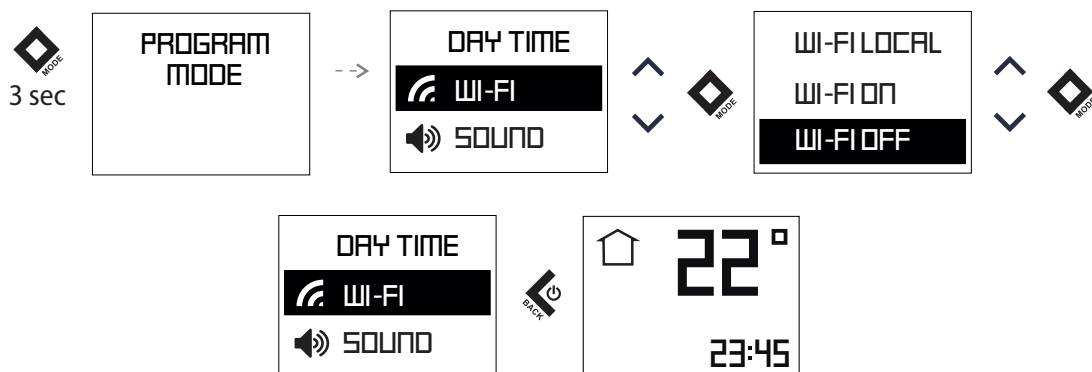 MODE
3 sec
PROGRAM
MODE
DAY TIME
WI-FI
SOUND
MODE
WI-FI LOCAL
WI-FI ON
WI-FI OFF
MODE
DAY TIME
WI-FI
SOUND
BACK
22°
23:45